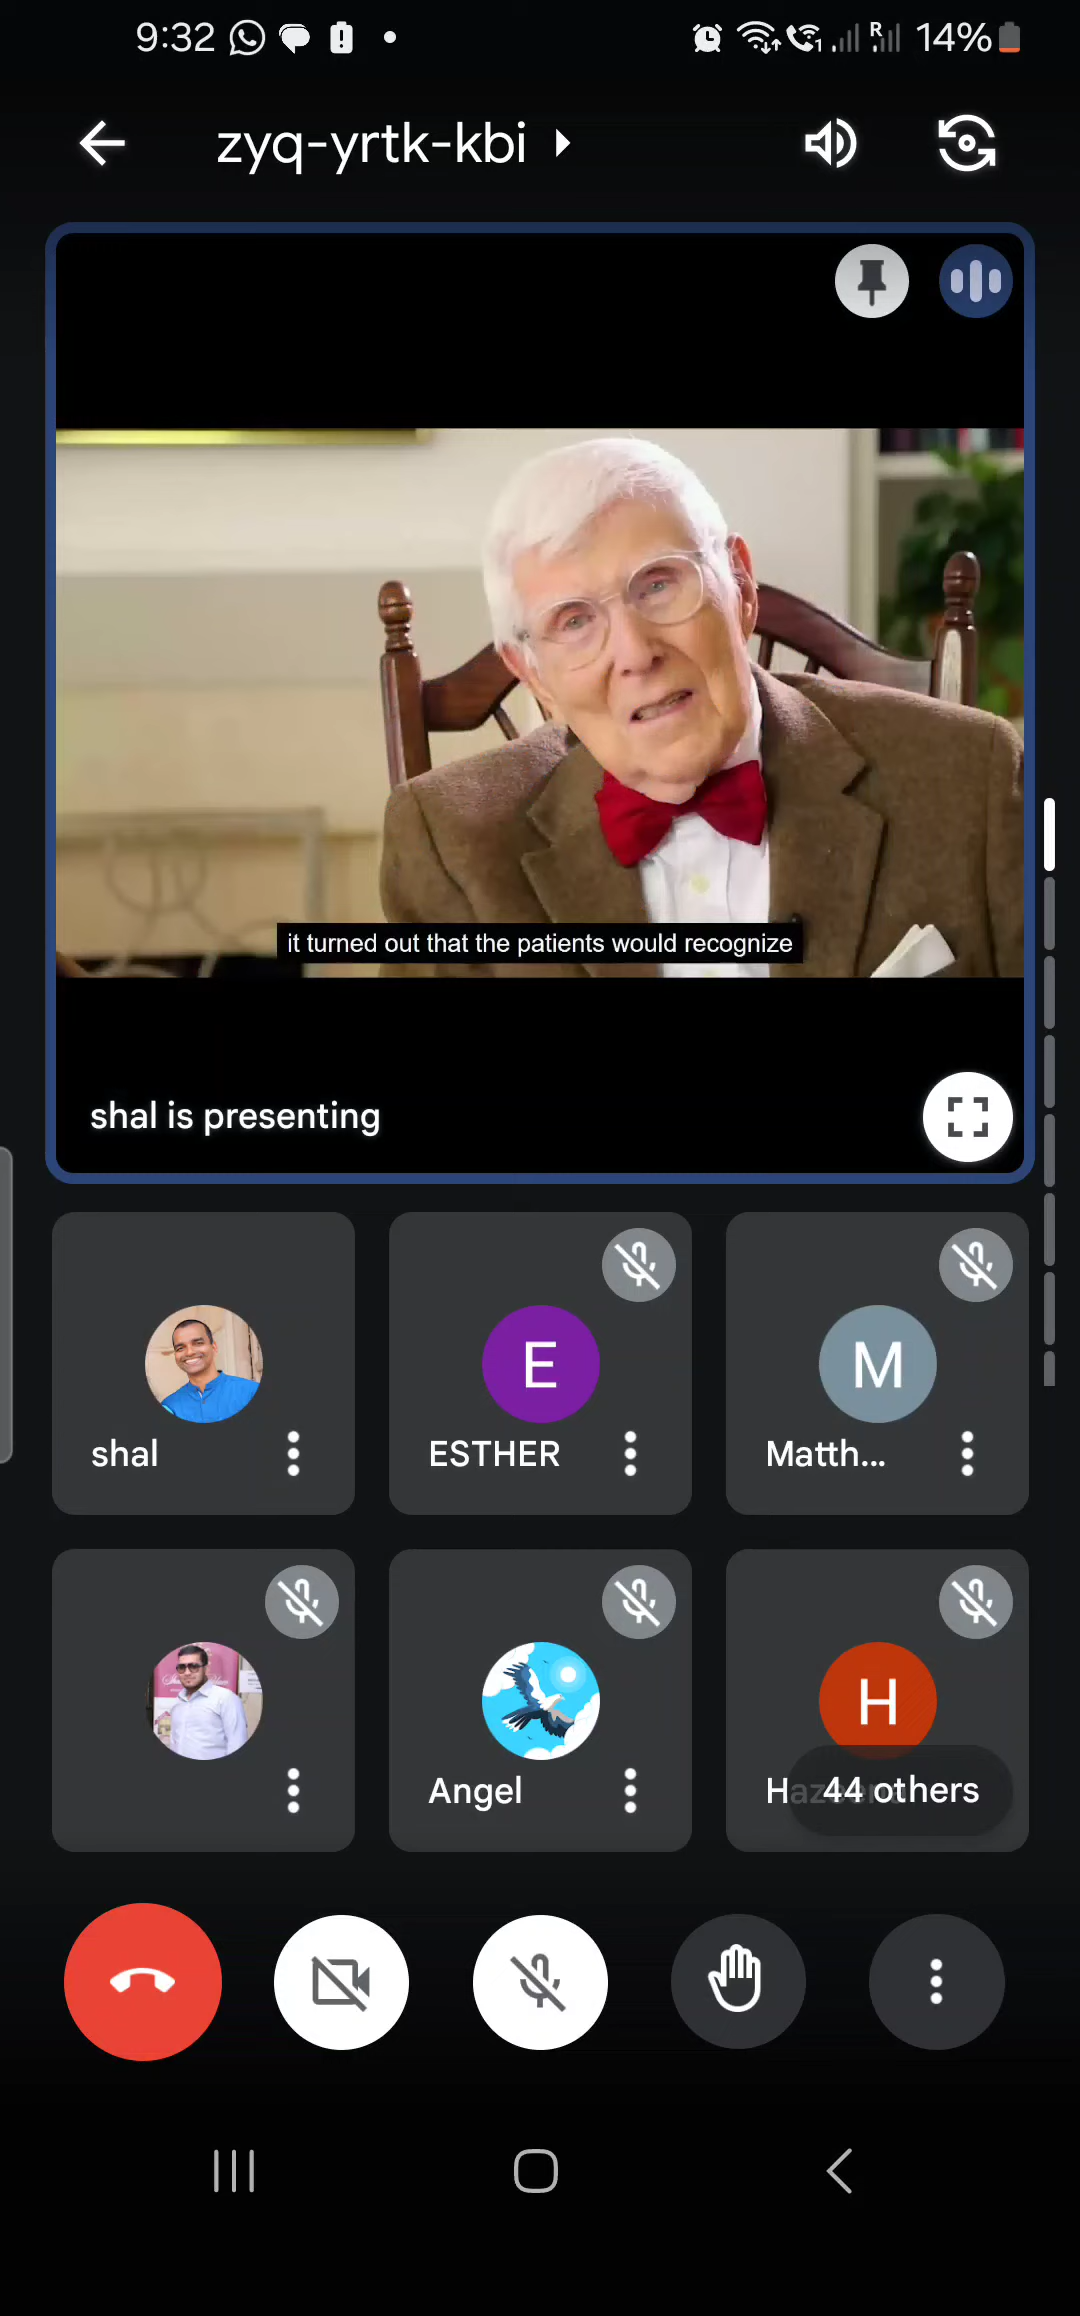 9:32
R
14%
zyq-yrtk-kbi
it turned out that the patients would recognize
shal is presenting
shal
E
ESTHER
M
Matth...
Angel
H
44 others